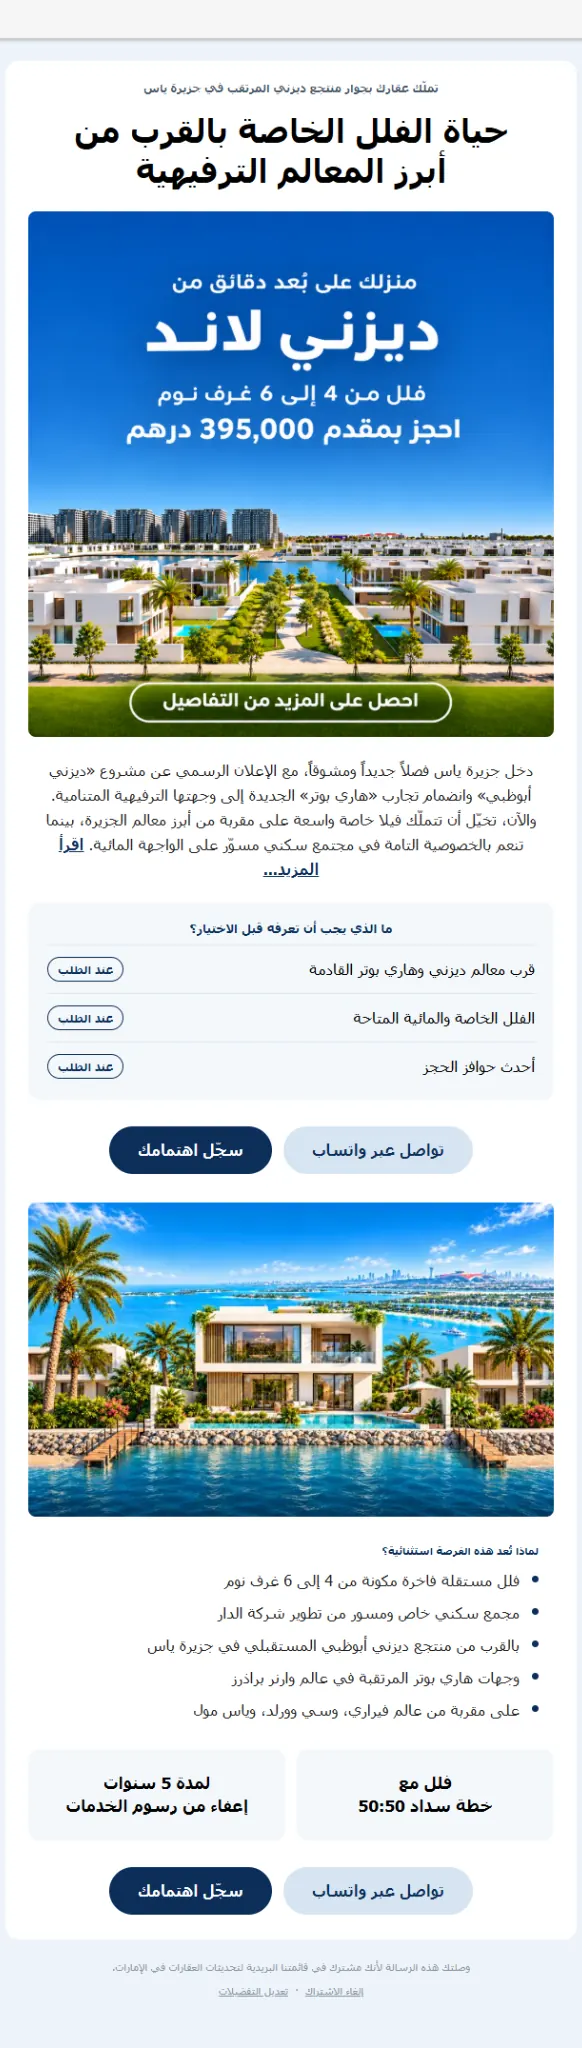 تملّك عقارك بجوار منتجع ديزني المرتقب في جزيرة ياس
حياة الفلل الخاصة بالقرب من
أبرز المعالم الترفيهية
منزلك على بُعد دقائق من
ديزني لاند
فلل من 4 إلى 6 غرف نوم
احجز بمقدم 395,000 درهم
احصل على المزيد من التفاصيل
دخل جزيرة ياس فصلاً جديداً ومشوقاً، مع الإعلان الرسمي عن مشروع «ديزني
أبوظبي» وانضمام تجارب «هاري بوتر» الجديدة إلى وجهتها الترفيهية المتنامية.
والآن، تخيّل أن تتملّك فيلا خاصة واسعة على مقربة من أبرز معالم الجزيرة، بينما
تنعم بالخصوصية التامة في مجتمع سكني مسوّر على الواجهة المائية. اقرأ
المزيد...
ما الذي يجب أن تعرفه قبل الاختيار؟
قرب معالم ديزني وهاري بوتر القادمة عند الطلب
الفلل الخاصة والمائية المتاحة عند الطلب
أحدث حوافز الحجز عند الطلب
تواصل عبر واتساب سجّل اهتمامك
لماذا تُعد هذه الفرصة استثنائية؟
فلل مستقلة فاخرة مكونة من 4 إلى 6 غرف نوم
مجمع سكني خاص ومسور من تطوير شركة الدار
بالقرب من منتجع ديزني أبوظبي المستقبلي في جزيرة ياس
وجهات هاري بوتر المرتقبة في عالم وارنر براذرز
على مقربة من عالم فيراري، وسي وورلد، وياس مول
فلل مع
خطة سداد 50:50
لمدة 5 سنوات
إعفاء من رسوم الخدمات
تواصل عبر واتساب سجّل اهتمامك
وصلتك هذه الرسالة لأنك مشترك في قائمتنا البريدية لتحديثات العقارات في الإمارات.
إلغاء الاشتراك · تعديل التفضيلات